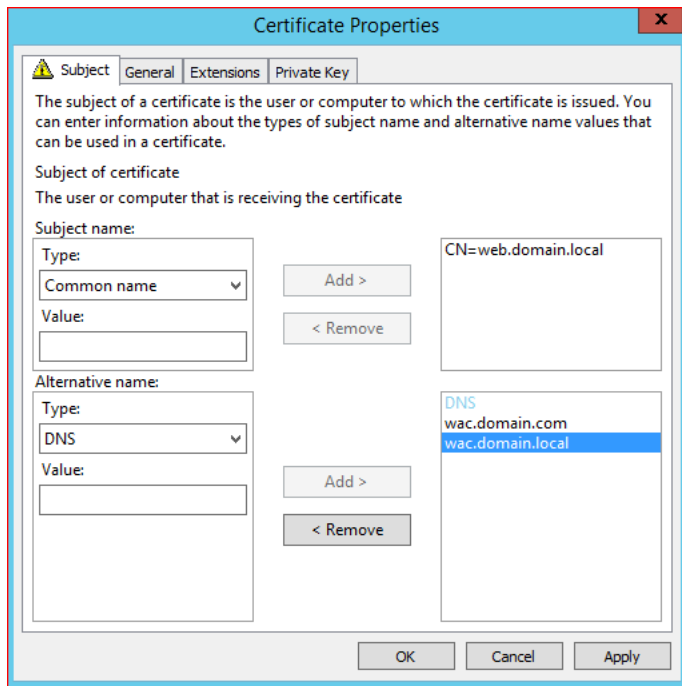 Certificate Properties
x
Subject
General
Extensions
Private Key
The subject of a certificate is the user or computer to which the certificate is issued. You
can enter information about the types of subject name and alternative name values that
can be used in a certificate.
Subject of certificate
The user or computer that is receiving the certificate
Subject name:
Type:
Common name
Value:
Add >
< Remove
CN=web.domain.local
Alternative name:
Type:
DNS
Value:
Add >
< Remove
DNS
wac.domain.com
wac.domain.local
OK
Cancel
Apply